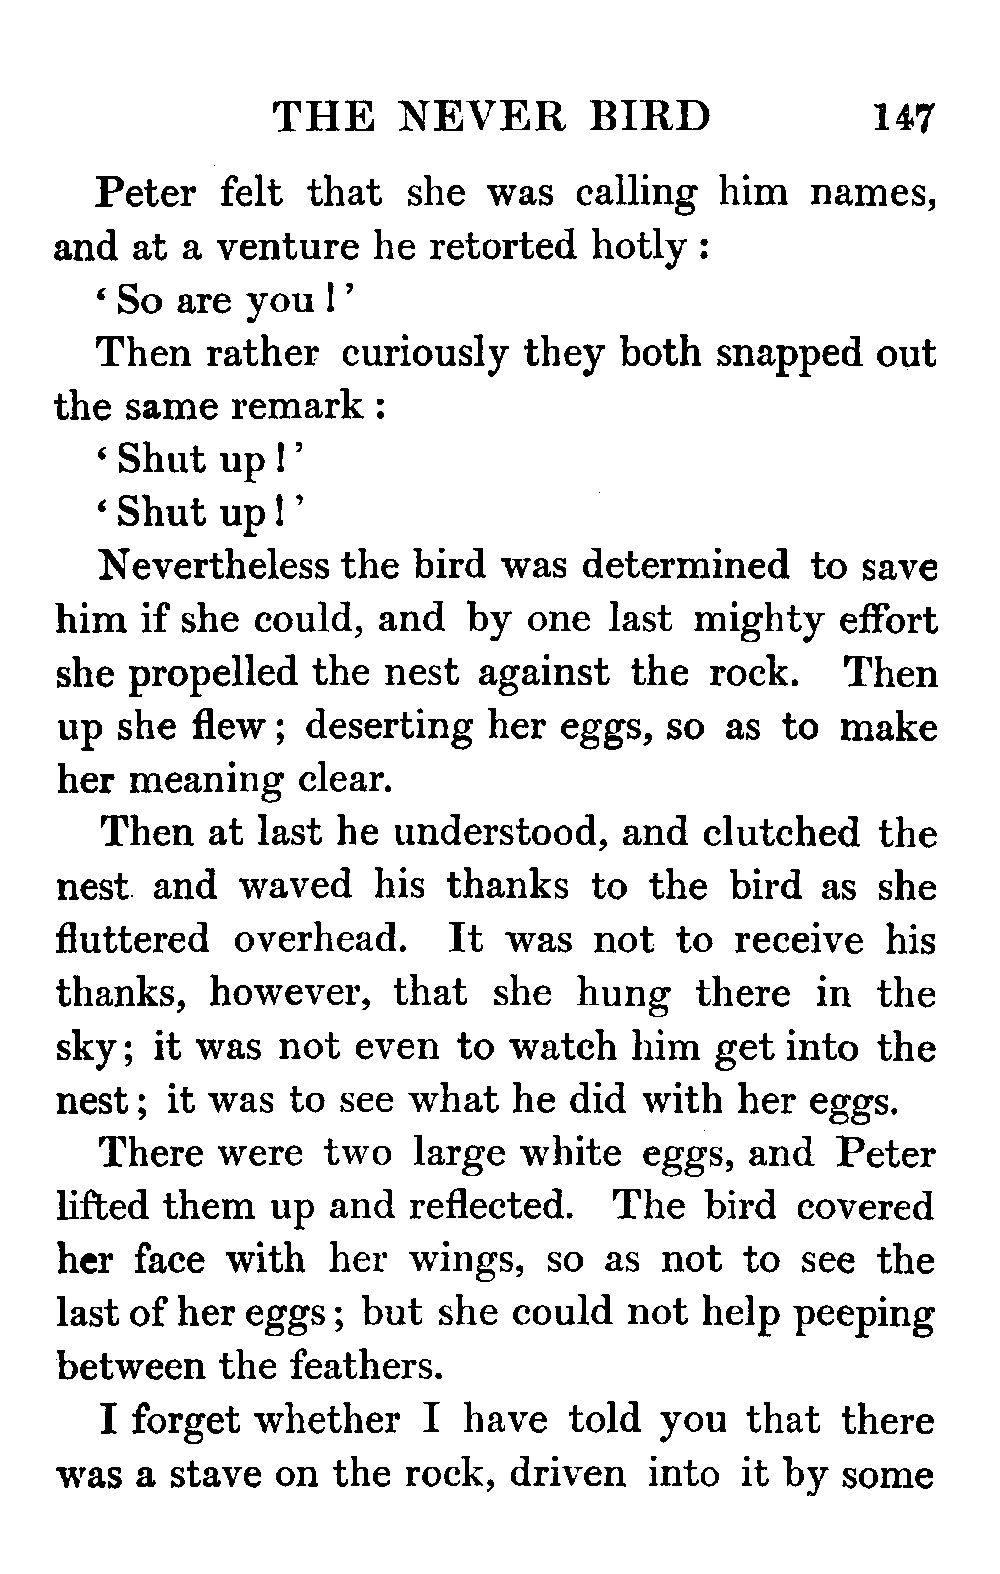 THE NEVER BIRD 147
Peter felt that she was calling him names,
and at a venture he retorted hotly :
‘ So are you ! ’
Then rather curiously they both snapped out
the same remark :
‘ Shut up ! ’
‘ Shut up ! ’
Nevertheless the bird was determined to save
him if she could, and by one last mighty effort
she propelled the nest against the rock. Then
up she flew ; deserting her eggs, so as to make
her meaning clear.
Then at last he understood, and clutched the
nest and waved his thanks to the bird as she
fluttered overhead. It was not to receive his
thanks, however, that she hung there in the
sky ; it was not even to watch him get into the
nest ; it was to see what he did with her eggs.
There were two large white eggs, and Peter
lifted them up and reflected. The bird covered
her face with her wings, so as not to see the
last of her eggs ; but she could not help peeping
between the feathers.
I forget whether I have told you that there
was a stave on the rock, driven into it by some